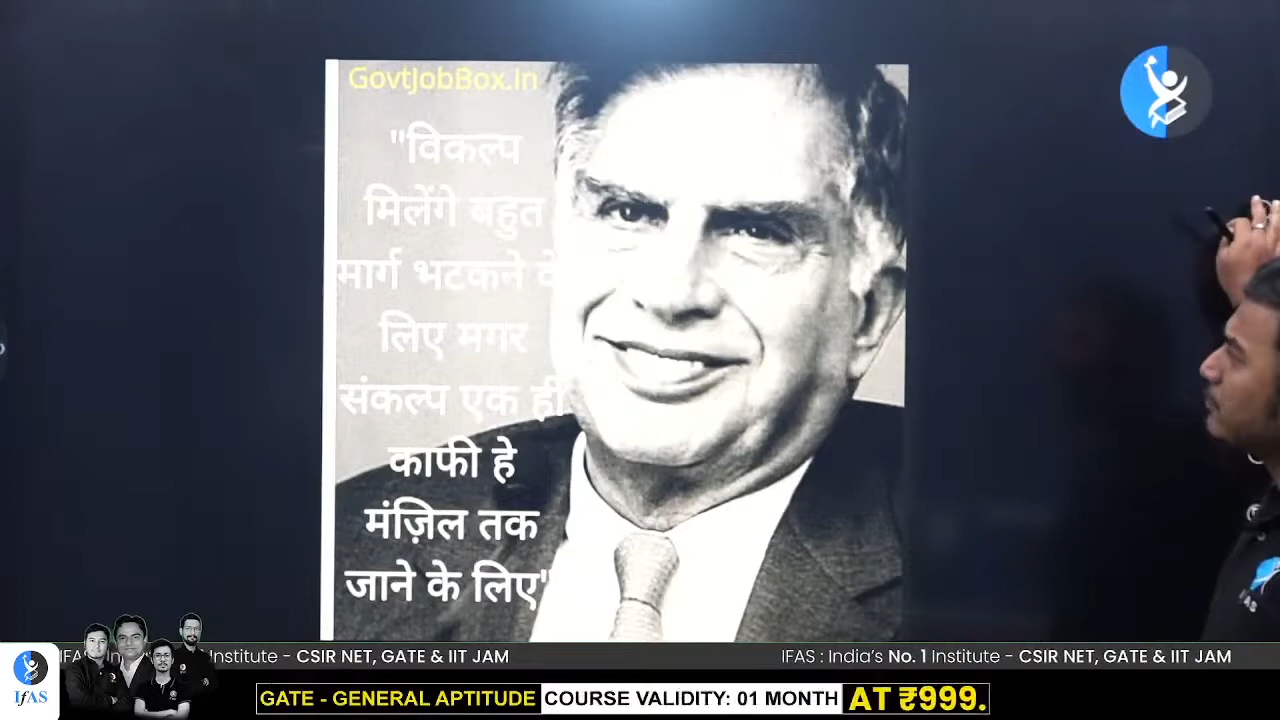 GovtJobBox.In
"विकल्प
मिलेंगे बहुत
मार्ग भटकने के
लिए मगर
संकल्प एक ही
काफी हे
मंज़िल तक
जाने के लिए"
IFAS
Institute - CSIR NET, GATE & IIT JAM
IFAS : India's No. 1 Institute - CSIR NET, GATE & IIT JAM
IfAS
GATE - GENERAL APTITUDE COURSE VALIDITY: 01 MONTH AT ₹999.